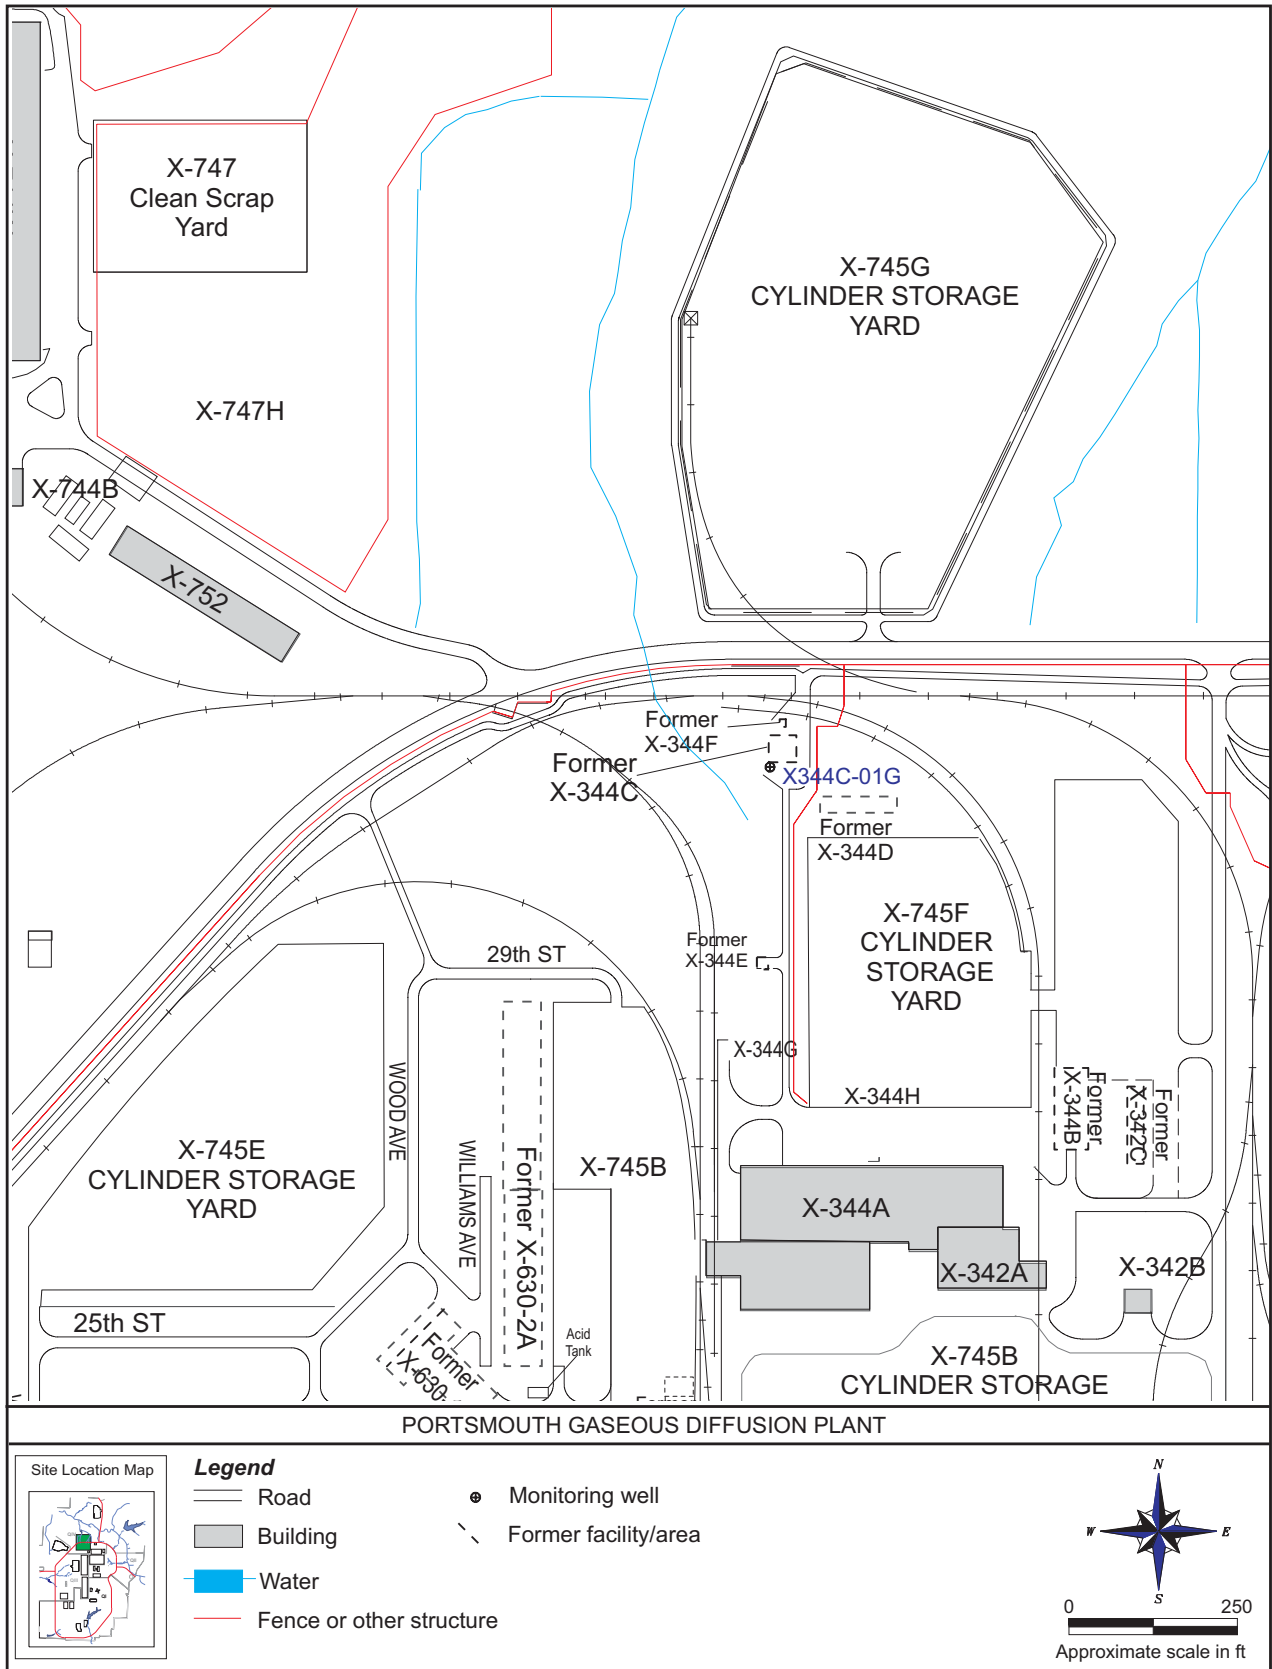 X-747
Clean Scrap
Yard
X-745G
CYLINDER STORAGE
YARD
X-747H
X-744B
X-752
Former
X-344F
Former
X-344C
X344C-01G
Former
X-344D
X-745F
CYLINDER
STORAGE
YARD
Former
X-344E
29th ST
X-344G
X-344H
WOOD AVE
WILLIAMS AVE
Former X-630-2A
X-745B
X-745E
CYLINDER STORAGE
YARD
Former
X-344B
Former
X-342C
X-344A
X-342A
X-342B
25th ST
Former
X-630
Acid
Tank
X-745B
CYLINDER STORAGE
PORTSMOUTH GASEOUS DIFFUSION PLANT
Site Location Map
Legend
Road
Building
Water
Fence or other structure
Monitoring well
Former facility/area
N
W
E
S
0 250
Approximate scale in ft